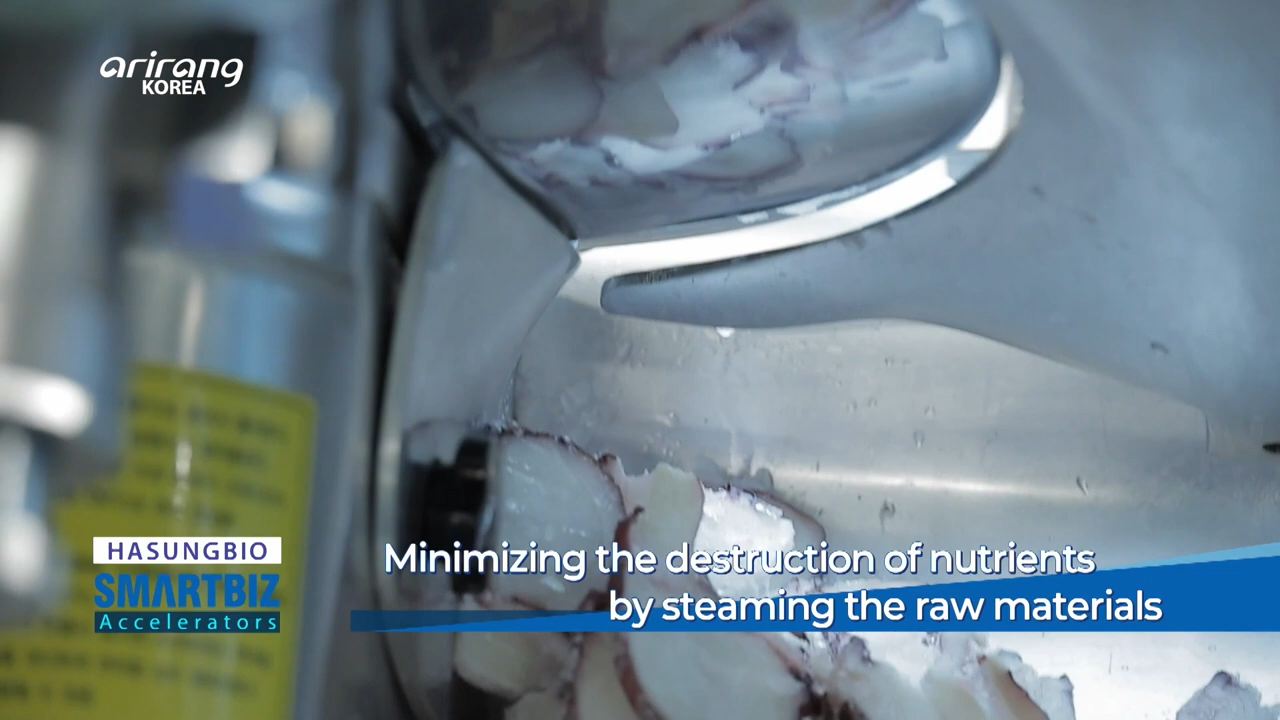 arirang
KOREA
HASUNGBIO
SMARTBIZ
Accelerators
Minimizing the destruction of nutrients
by steaming the raw materials